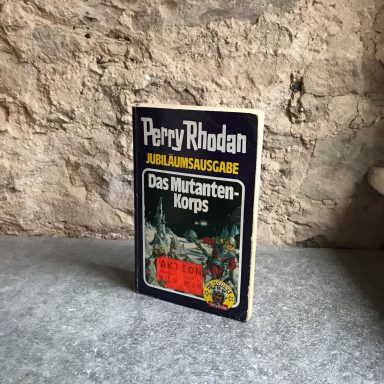 Perry Rhodan
JUBILÄUMSAUSGABE
Das Mutanten-
Korps
AKTION